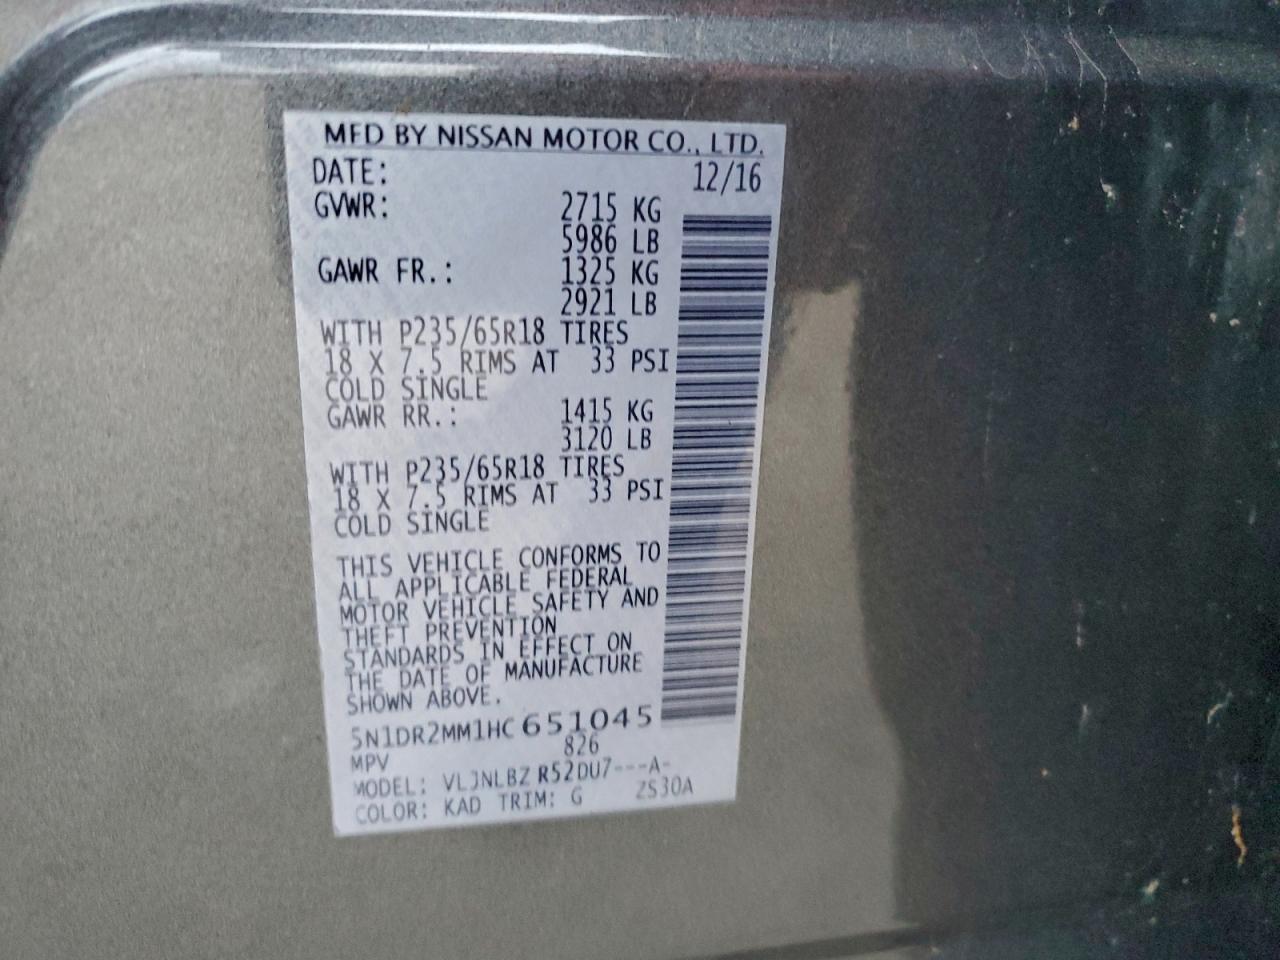 MFD BY NISSAN MOTOR CO., LTD.
DATE: 12/16
GVWR: 2715 KG
5986 LB
GAWR FR.: 1325 KG
2921 LB
WITH P235/65R18 TIRES
18 X 7.5 RIMS AT 33 PSI
COLD SINGLE
GAWR RR.: 1415 KG
3120 LB
WITH P235/65R18 TIRES
18 X 7.5 RIMS AT 33 PSI
COLD SINGLE
THIS VEHICLE CONFORMS TO
ALL APPLICABLE FEDERAL
MOTOR VEHICLE SAFETY AND
THEFT PREVENTION
STANDARDS IN EFFECT ON
THE DATE OF MANUFACTURE
SHOWN ABOVE.
5N1DR2MM1HC651045
MPV 826
MODEL: VLJNLBZ R52DU7---A-
COLOR: KAD TRIM: G ZS30A